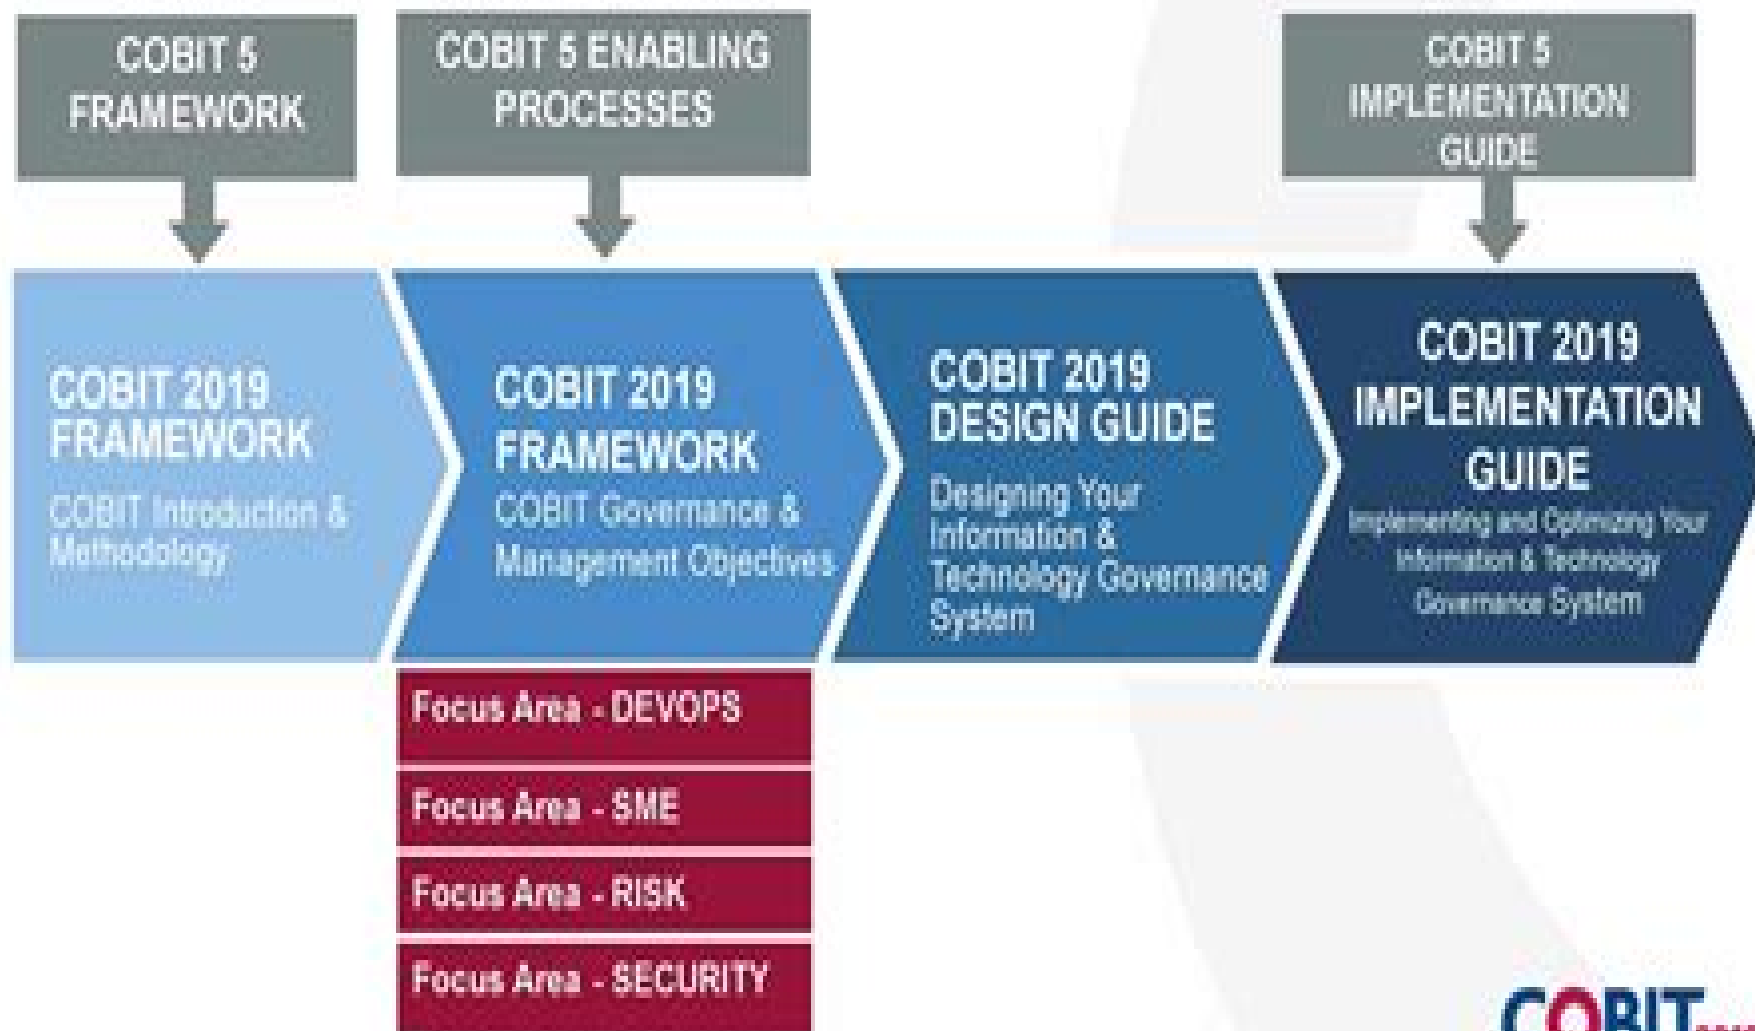 COBIT 5
FRAMEWORK
COBIT 5 ENABLING
PROCESSES
COBIT 5
IMPLEMENTATION
GUIDE
COBIT 2019
FRAMEWORK
COBIT Introduction &
Methodology
COBIT 2019
FRAMEWORK
COBIT Governance &
Management Objectives
COBIT 2019
DESIGN GUIDE
Designing Your
Information &
Technology Governance
System
COBIT 2019
IMPLEMENTATION
GUIDE
Implementing and Optimizing Your
Information & Technology
Governance System
Focus Area - DEVOPS
Focus Area - SME
Focus Area - RISK
Focus Area - SECURITY
COBIT